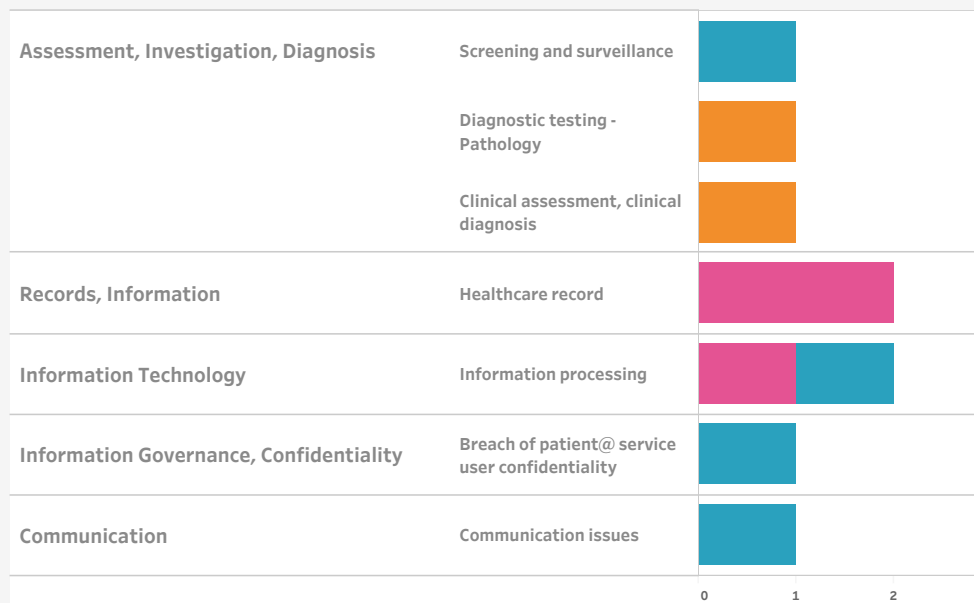 Assessment, Investigation, Diagnosis
Screening and surveillance
Diagnostic testing -
Pathology
Clinical assessment, clinical
diagnosis
Records, Information
Healthcare record
Information Technology
Information processing
Information Governance, Confidentiality
Breach of patient@ service
user confidentiality
Communication
Communication issues
0 1 2